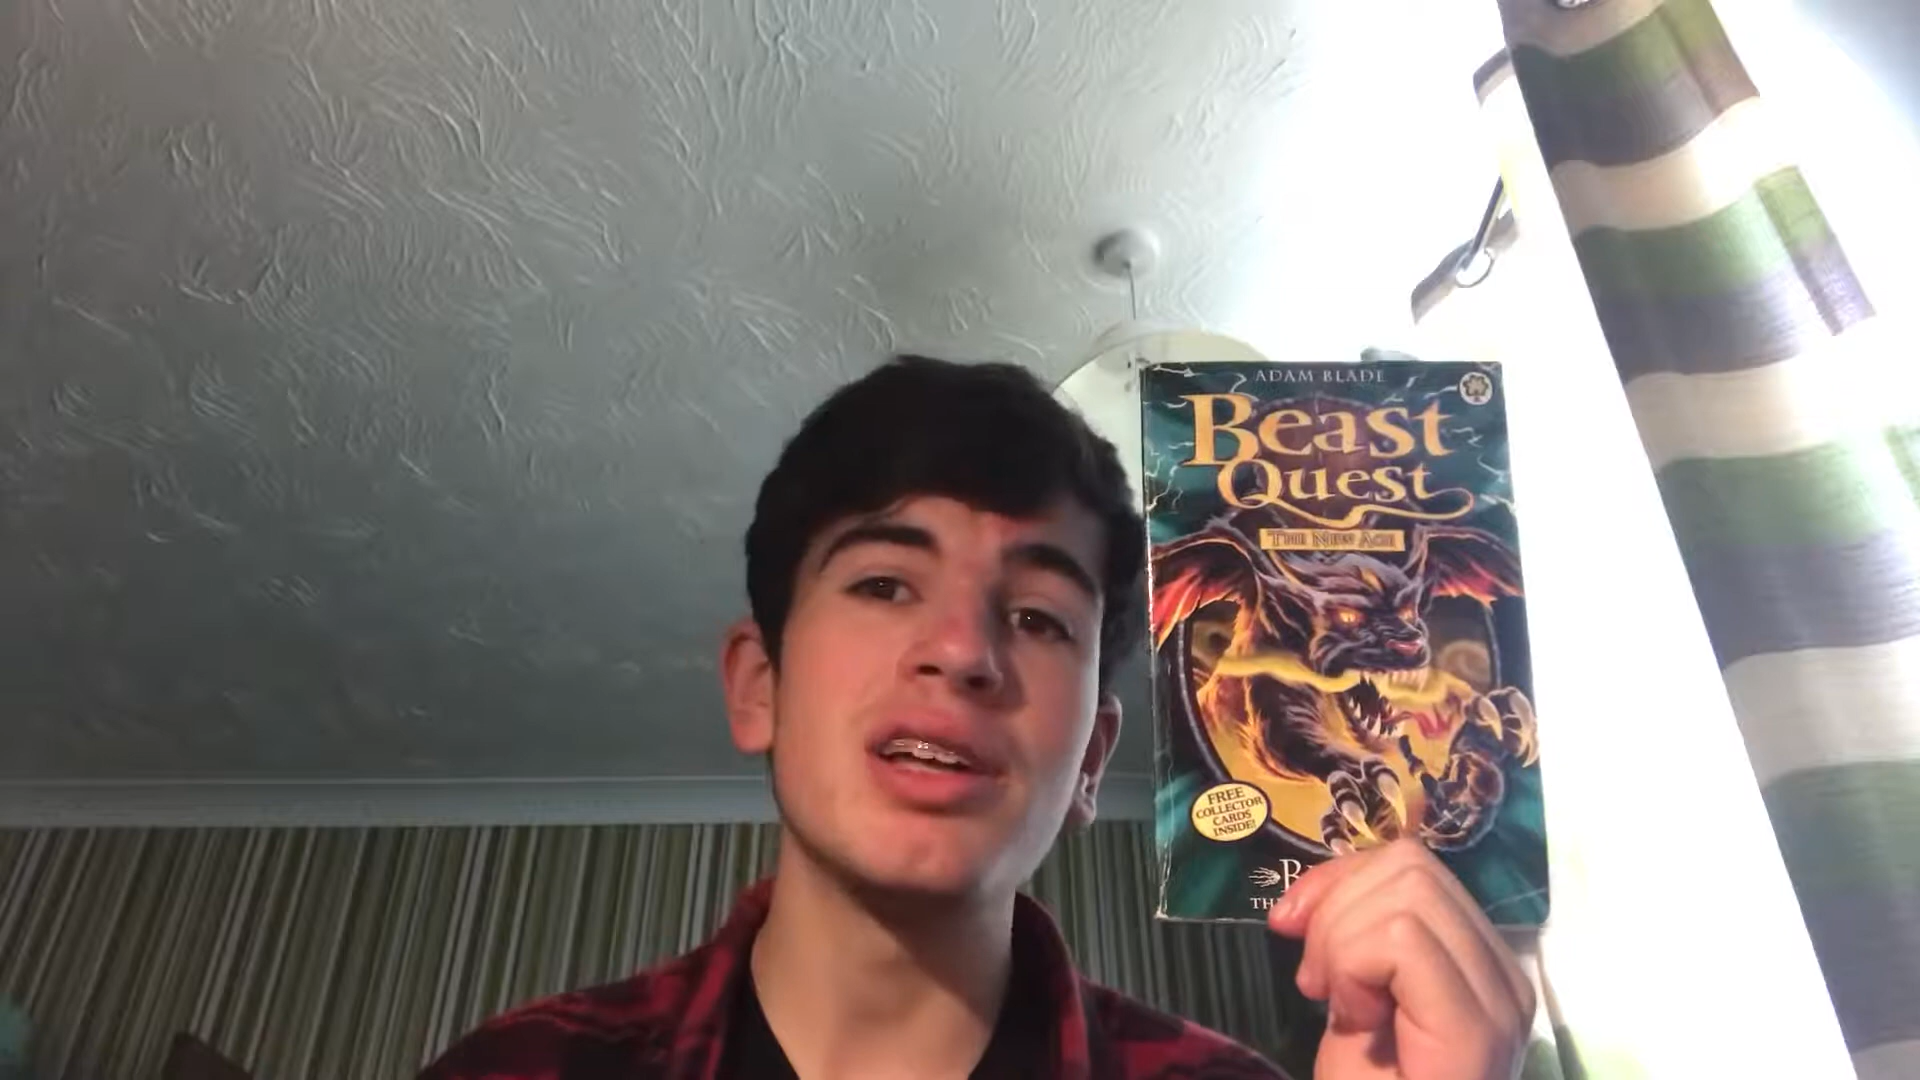 ADAM BLADE
Beast
Quest
THE NEW AGE
FREE
COLLECTOR
CARDS
INSIDE!